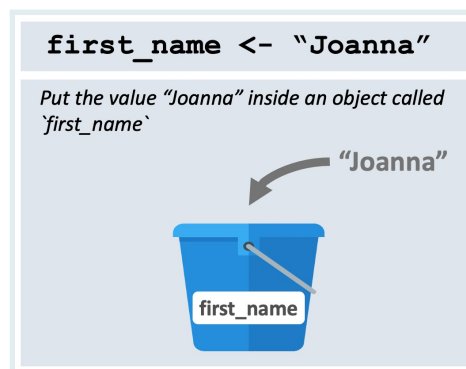 first_name <- “Joanna”
Put the value “Joanna” inside an object called
`first_name`
“Joanna”
first_name